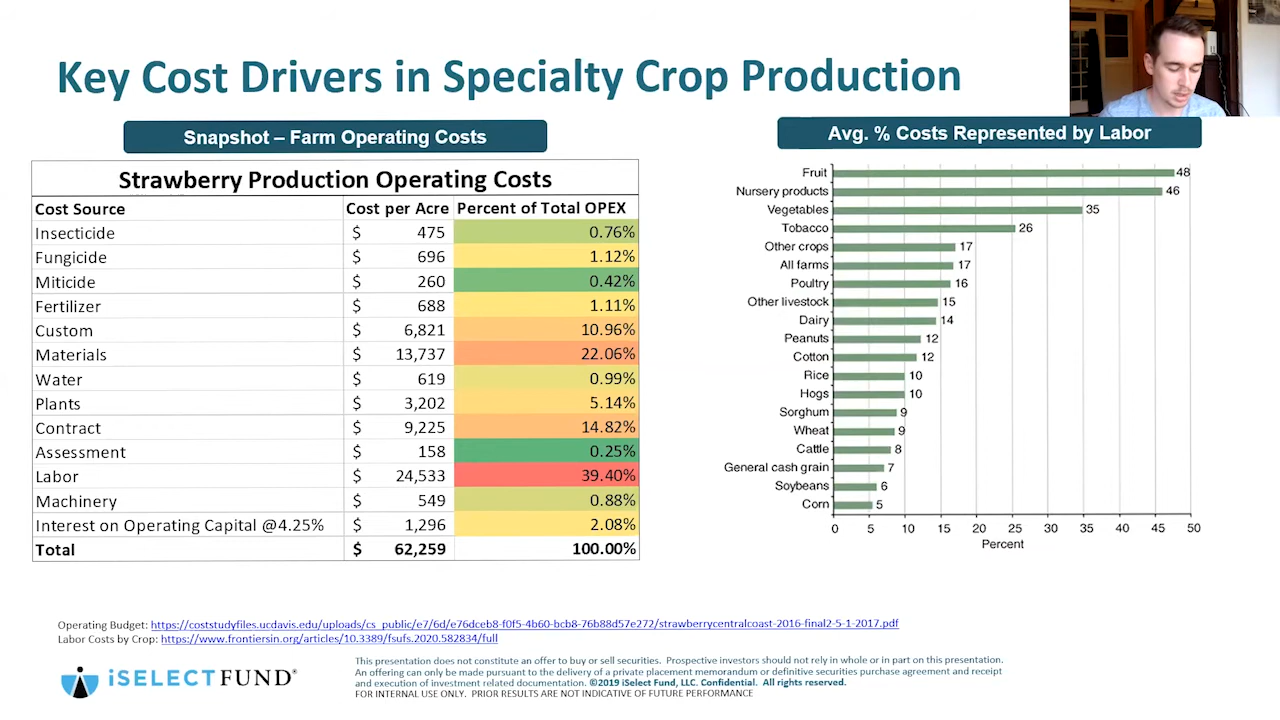 Key Cost Drivers in Specialty Crop Production
Snapshot – Farm Operating Costs
Strawberry Production Operating Costs
Cost Source Cost per Acre Percent of Total OPEX
Insecticide $ 475 0.76%
Fungicide $ 696 1.12%
Miticide $ 260 0.42%
Fertilizer $ 688 1.11%
Custom $ 6,821 10.96%
Materials $ 13,737 22.06%
Water $ 619 0.99%
Plants $ 3,202 5.14%
Contract $ 9,225 14.82%
Assessment $ 158 0.25%
Labor $ 24,533 39.40%
Machinery $ 549 0.88%
Interest on Operating Capital @4.25% $ 1,296 2.08%
Total $ 62,259 100.00%
Avg. % Costs Represented by Labor
Fruit 48
Nursery products 46
Vegetables 35
Tobacco 26
Other crops 17
All farms 17
Poultry 16
Other livestock 15
Dairy 14
Peanuts 12
Cotton 12
Rice 10
Hogs 10
Sorghum 9
Wheat 9
Cattle 8
General cash grain 7
Soybeans 6
Corn 5
0 5 10 15 20 25 30 35 40 45 50
Percent
Operating Budget: https://coststudyfiles.ucdavis.edu/uploads/cs_public/e7/6d/e76dceb8-f0f5-4b60-bcb8-76b88d57e272/strawberrycentralcoast-2016-final2-5-1-2017.pdf
Labor Costs by Crop: https://www.frontiersin.org/articles/10.3389/fsufs.2020.582834/full
iSELECTFUND®
This presentation does not constitute an offer to buy or sell securities. Prospective investors should not rely in whole or in part on this presentation.
An offering can only be made pursuant to the delivery of a private placement memorandum or definitive securities purchase agreement and receipt
and execution of investment related documentation. ©2019 iSelect Fund, LLC. Confidential. All rights reserved.
FOR INTERNAL USE ONLY. PRIOR RESULTS ARE NOT INDICATIVE OF FUTURE PERFORMANCE